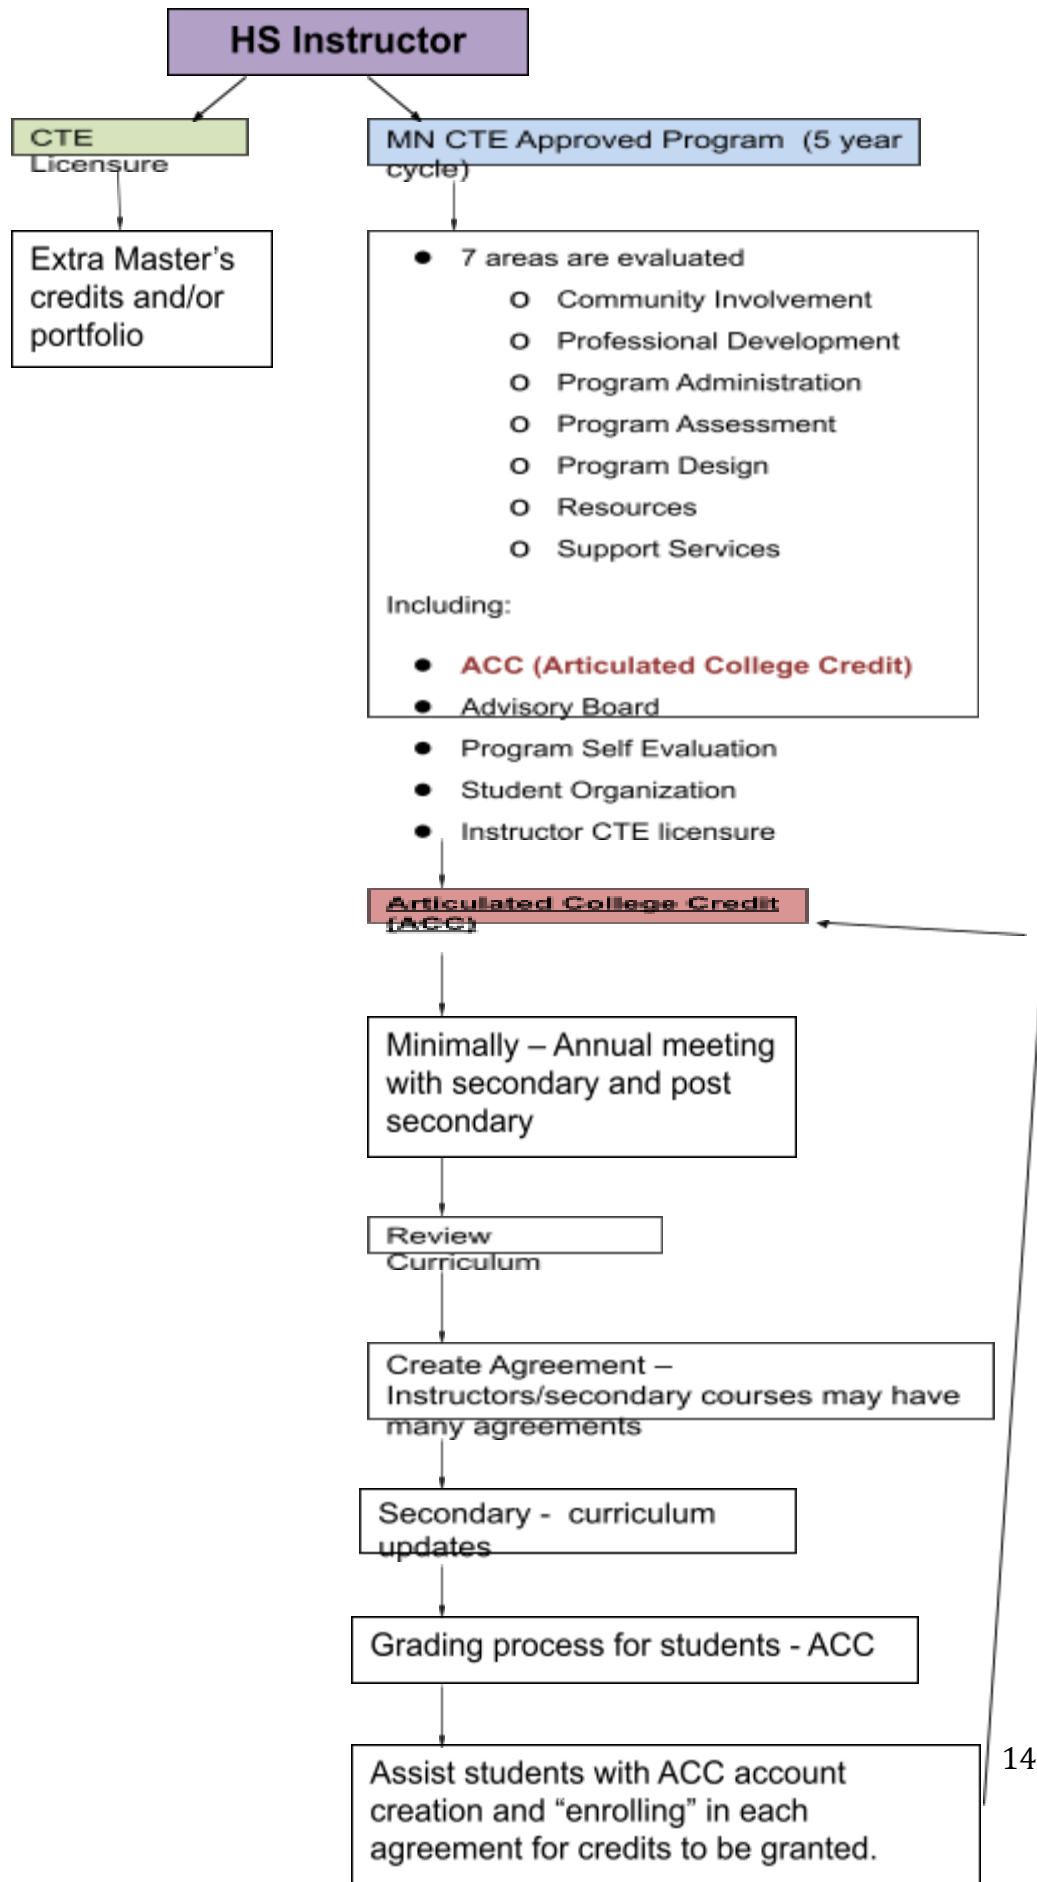 HS Instructor
CTE
Licensure
MN CTE Approved Program (5 year
cycle)
Extra Master’s
credits and/or
portfolio
● 7 areas are evaluated
o Community Involvement
o Professional Development
o Program Administration
o Program Assessment
o Program Design
o Resources
o Support Services
Including:
● ACC (Articulated College Credit)
● Advisory Board
● Program Self Evaluation
● Student Organization
● Instructor CTE licensure
Articulated College Credit
(ACC)
Minimally – Annual meeting
with secondary and post
secondary
Review
Curriculum
Create Agreement –
Instructors/secondary courses may have
many agreements
Secondary - curriculum
updates
Grading process for students - ACC
Assist students with ACC account
creation and “enrolling” in each
agreement for credits to be granted.
14